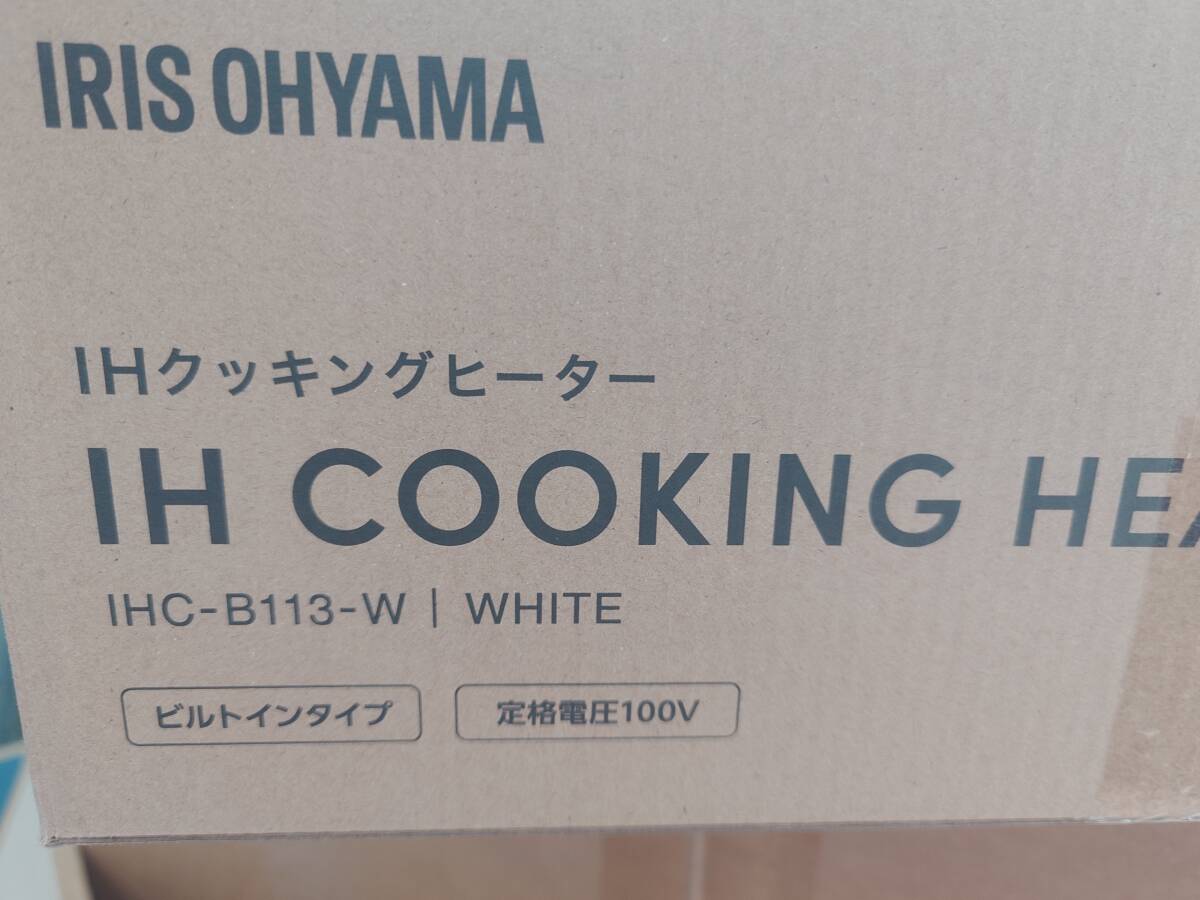 IRIS OHYAMA
IHクッキングヒーター
IH COOKING HEA
IHC-B113-W | WHITE
ビルトインタイプ
定格電圧100V